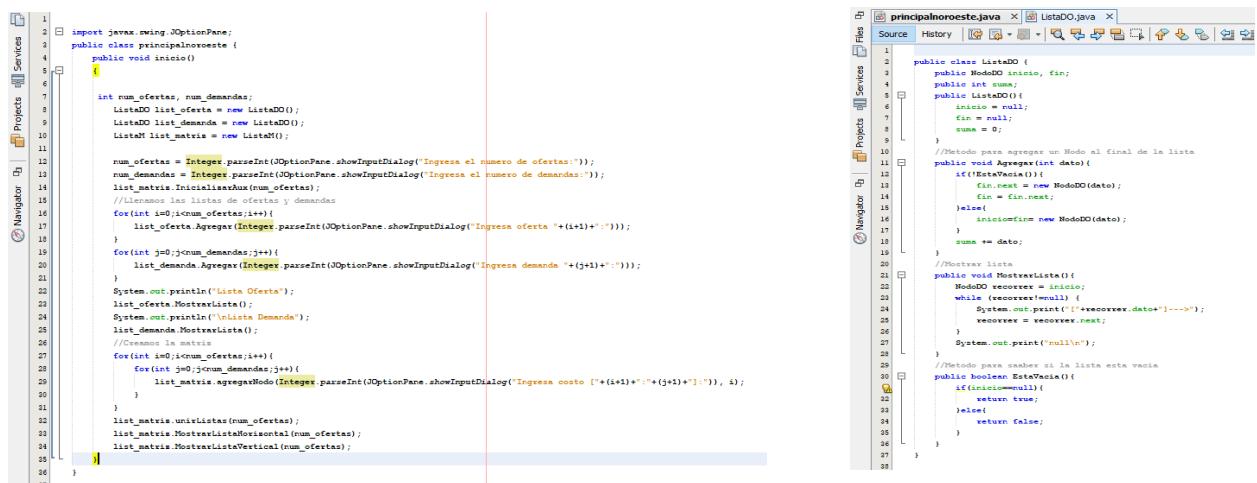 import javax.swing.JOptionPane;
public class principalnoroeste {
public void inicio()
{
int num_ofertas, num_demandas;
ListaDO list_oferta = new ListaDO();
ListaDO list_demanda = new ListaDO();
ListaM list_matriz = new ListaM();
num_ofertas = Integer.parseInt(JOptionPane.showInputDialog("Ingresa el numero de ofertas:"));
num_demandas = Integer.parseInt(JOptionPane.showInputDialog("Ingresa el numero de demandas:"));
list_matriz.InicializarAux(num_ofertas);
//Llenamos las listas de ofertas y demandas
for(int i=0;i<num_ofertas;i++){
list_oferta.Agregar(Integer.parseInt(JOptionPane.showInputDialog("Ingresa oferta "+(i+1)+":")));
}
for(int j=0;j<num_demandas;j++){
list_demanda.Agregar(Integer.parseInt(JOptionPane.showInputDialog("Ingresa demanda "+(j+1)+":")));
}
System.out.println("Lista Oferta");
list_oferta.MostrarLista();
System.out.println("\nLista Demanda");
list_demanda.MostrarLista();
//Creamos la matriz
for(int i=0;i<num_ofertas;i++){
for(int j=0;j<num_demandas;j++){
list_matriz.agregarNodo(Integer.parseInt(JOptionPane.showInputDialog("Ingresa costo ["+(i+1)+":"+(j+1)+"]:")), i);
}
}
list_matriz.unirListas(num_ofertas);
list_matriz.MostrarListaHorizontal(num_ofertas);
list_matriz.MostrarListaVertical(num_ofertas);
}
}
Services
Projects
Navigator
principalnoroeste.java
ListaDO.java
Source History
public class ListaDO {
public NodoDO inicio, fin;
public int suma;
public ListaDO(){
inicio = null;
fin = null;
suma = 0;
}
//Metodo para agregar un Nodo al final de la lista
public void Agregar(int dato){
if(!EstaVacia()){
fin.next = new NodoDO(dato);
fin = fin.next;
}else{
inicio=fin= new NodoDO(dato);
}
suma += dato;
}
//Mostrar lista
public void MostrarLista(){
NodoDO recorrer = inicio;
while (recorrer!=null) {
System.out.print("["+recorrer.dato+"]--->");
recorrer = recorrer.next;
}
System.out.print("null\n");
}
//Metodo para saaber si la lista esta vacia
public boolean EstaVacia(){
if(inicio==null){
return true;
}else{
return false;
}
}
}
Files
Services
Projects
Navigator